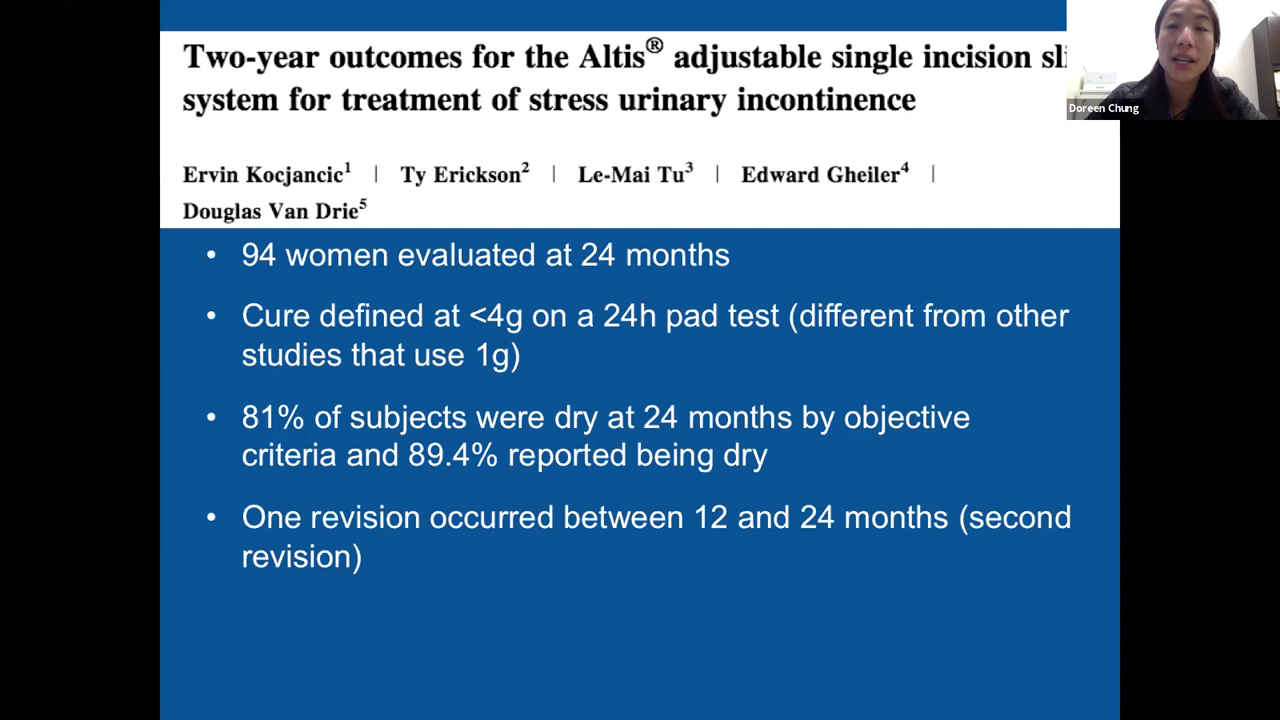 Two-year outcomes for the Altis® adjustable single incision sli
system for treatment of stress urinary incontinence
Ervin Kocjancic1 | Ty Erickson2 | Le-Mai Tu3 | Edward Gheiler4 |
Douglas Van Drie5
Doreen Chung
• 94 women evaluated at 24 months
• Cure defined at <4g on a 24h pad test (different from other
studies that use 1g)
• 81% of subjects were dry at 24 months by objective
criteria and 89.4% reported being dry
• One revision occurred between 12 and 24 months (second
revision)